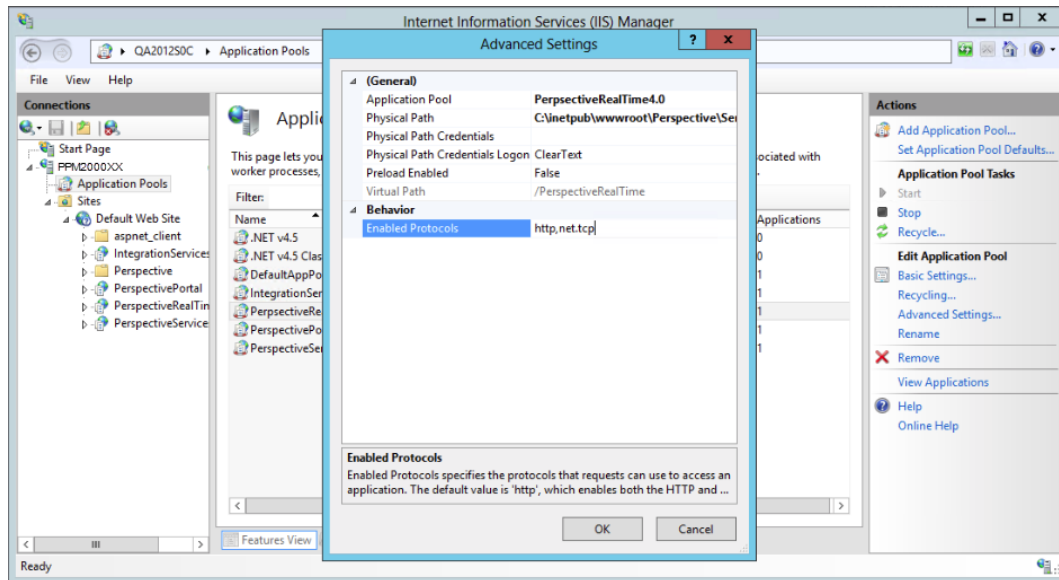 Internet Information Services (IIS) Manager
QA2012S0C
Application Pools
File View Help
Connections
Start Page
PPM2000XX
Application Pools
Sites
Default Web Site
aspnet_client
IntegrationServices
Perspective
PerspectivePortal
PerspectiveRealTin
PerspectiveService
Applic
This page lets you
worker processes,
sociated with
Filter:
Name
Applications
.NET v4.5
0
.NET v4.5 Clas
0
DefaultAppPo
1
IntegrationSer
1
PerpsectiveRe
1
PerspectivePo
1
PerspectiveSer
1
Features View
Ready
Advanced Settings
? x
(General)
Application Pool PerpsectiveRealTime4.0
Physical Path C:\inetpub\wwwroot\Perspective\Ser
Physical Path Credentials
Physical Path Credentials Logon ClearText
Preload Enabled False
Virtual Path /PerspectiveRealTime
Behavior
Enabled Protocols http,net.tcp
Enabled Protocols
Enabled Protocols specifies the protocols that requests can use to access an
application. The default value is 'http', which enables both the HTTP and ...
OK Cancel
Actions
Add Application Pool...
Set Application Pool Defaults...
Application Pool Tasks
Start
Stop
Recycle...
Edit Application Pool
Basic Settings...
Recycling...
Advanced Settings...
Rename
Remove
View Applications
Help
Online Help